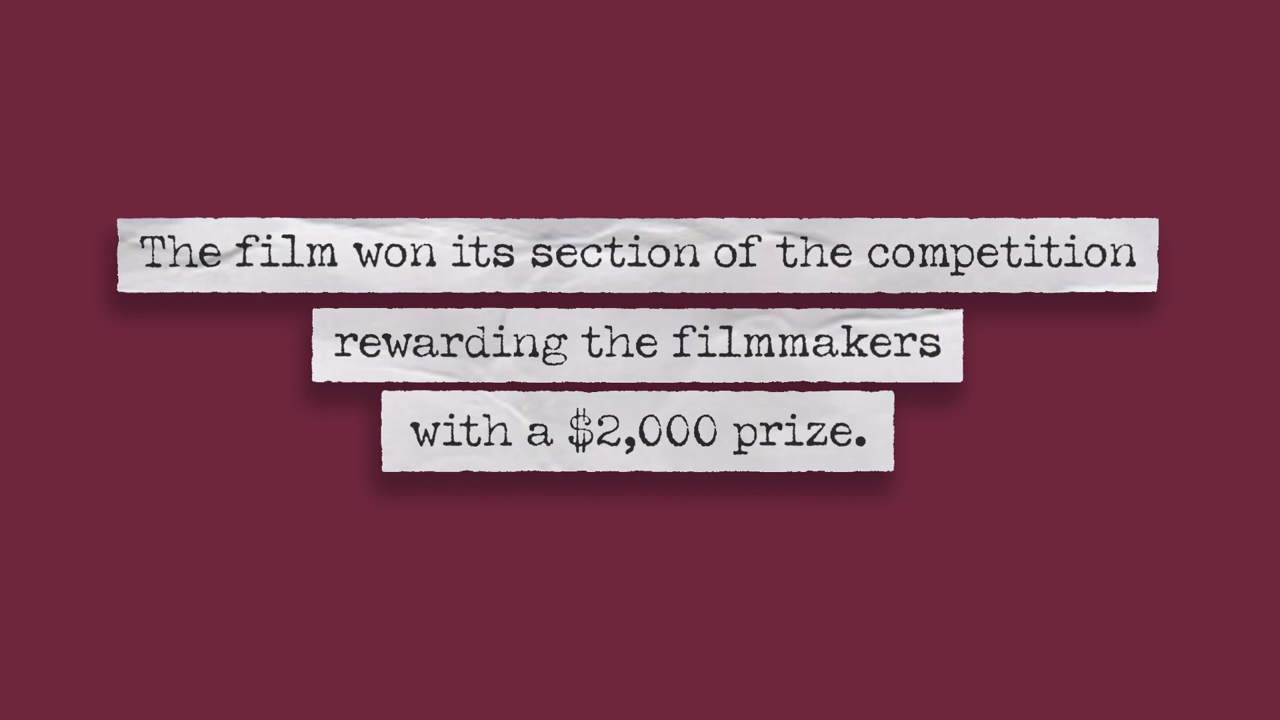 The film won its section of the competition
rewarding the filmmakers
with a $2,000 prize.